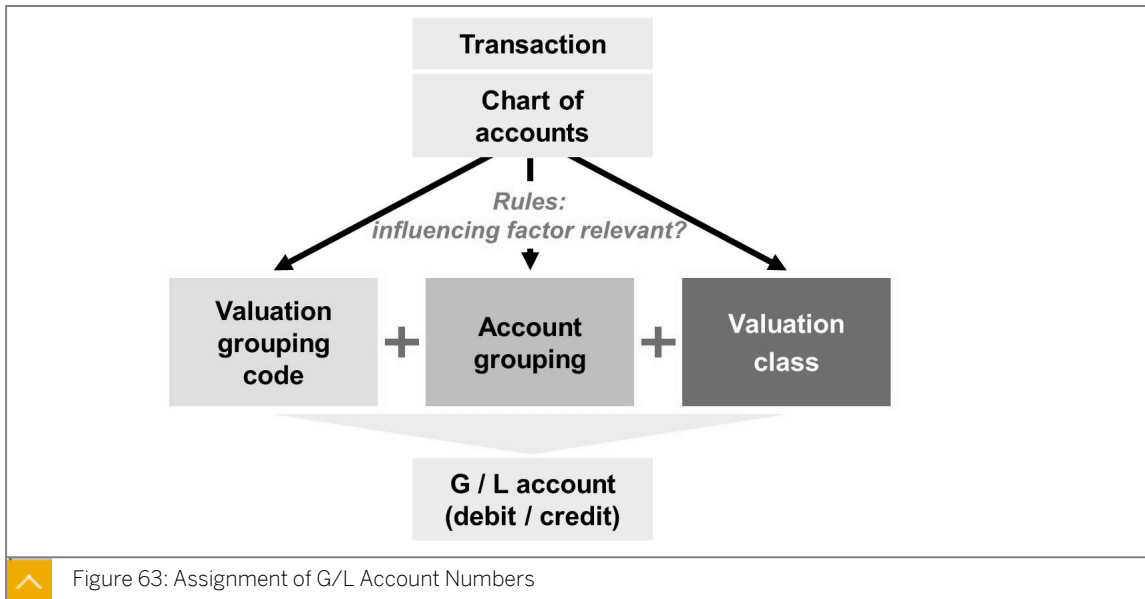 Transaction
Chart of
accounts
Rules:
influencing factor relevant?
Valuation
grouping
code
+
Account
grouping
+
Valuation
class
G / L account
(debit / credit)
Figure 63: Assignment of G/L Account Numbers